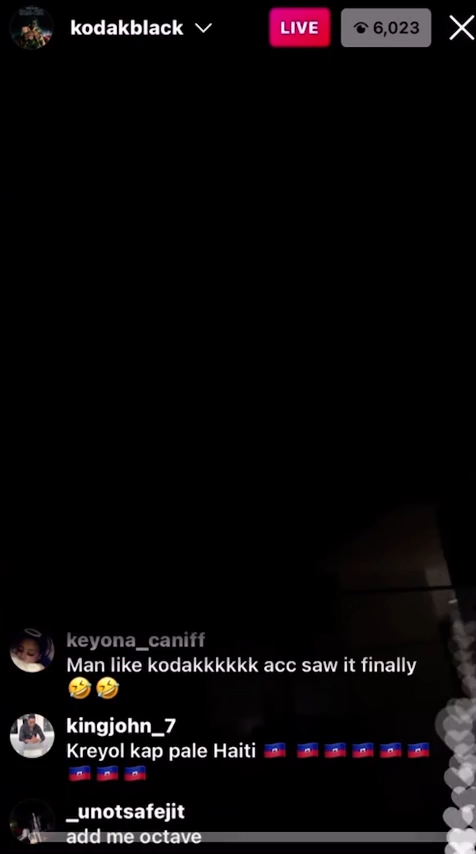 kodakblack
LIVE
6,023
keyona_caniff
Man like kodakkkkkk acc saw it finally
🤣🤣
kingjohn_7
Kreyol kap pale Haiti 🇭🇹 🇭🇹🇭🇹🇭🇹🇭🇹🇭🇹
🇭🇹🇭🇹🇭🇹
_unotsafejit
add me octave